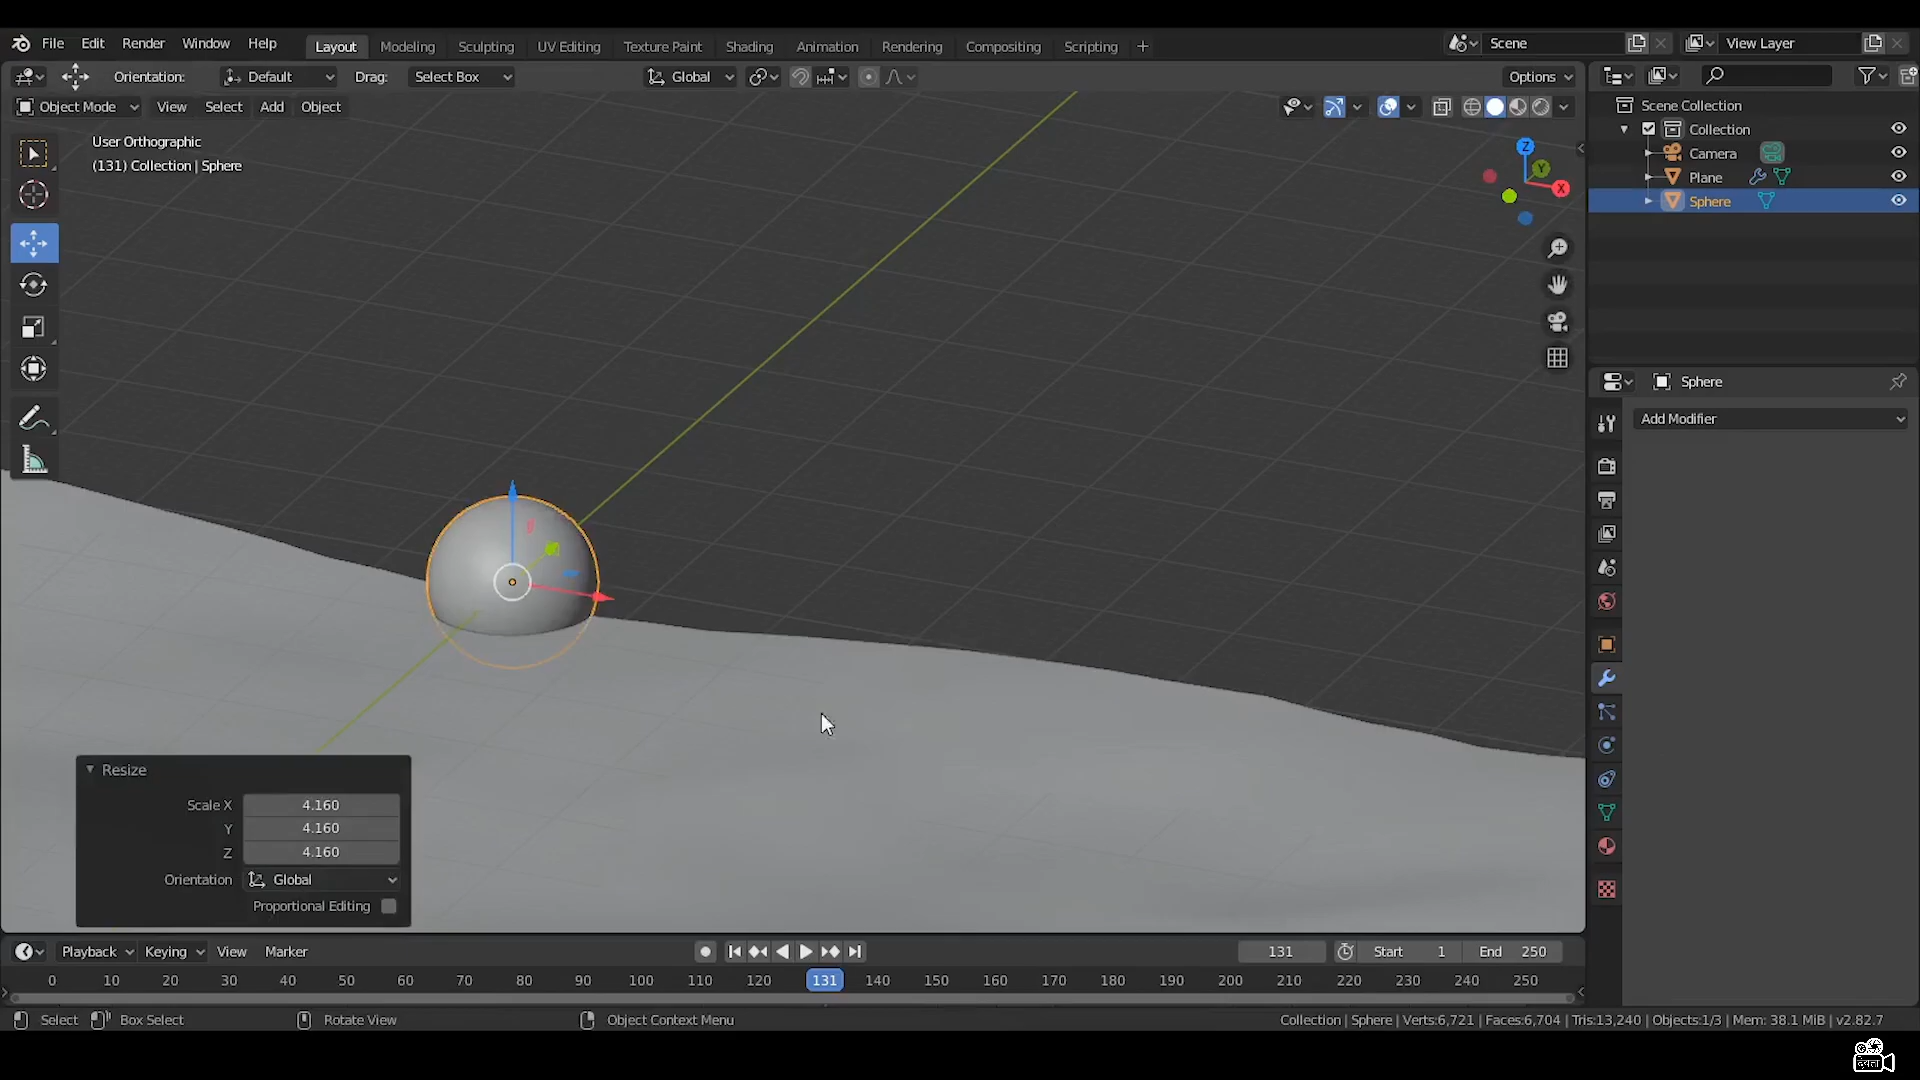 File Edit Render Window Help Layout Modeling Sculpting UV Editing Texture Paint Shading Animation Rendering Compositing Scripting + Scene View Layer
Orientation: Default Drag: Select Box Global Options
Object Mode View Select Add Object
User Orthographic
(131) Collection | Sphere
Z
Y
X
Scene Collection
Collection
Camera
Plane
Sphere
Sphere
Add Modifier
Resize
Scale X 4.160
Y 4.160
Z 4.160
Orientation Global
Proportional Editing
Playback Keying View Marker 131 Start 1 End 250
0 10 20 30 40 50 60 70 80 90 100 110 120 131 140 150 160 170 180 190 200 210 220 230 240 250
Select Box Select Rotate View Object Context Menu Collection | Sphere | Verts:6,721 | Faces:6,704 | Tris:13,240 | Objects:1/3 | Mem: 38.1 MiB | v2.82.7